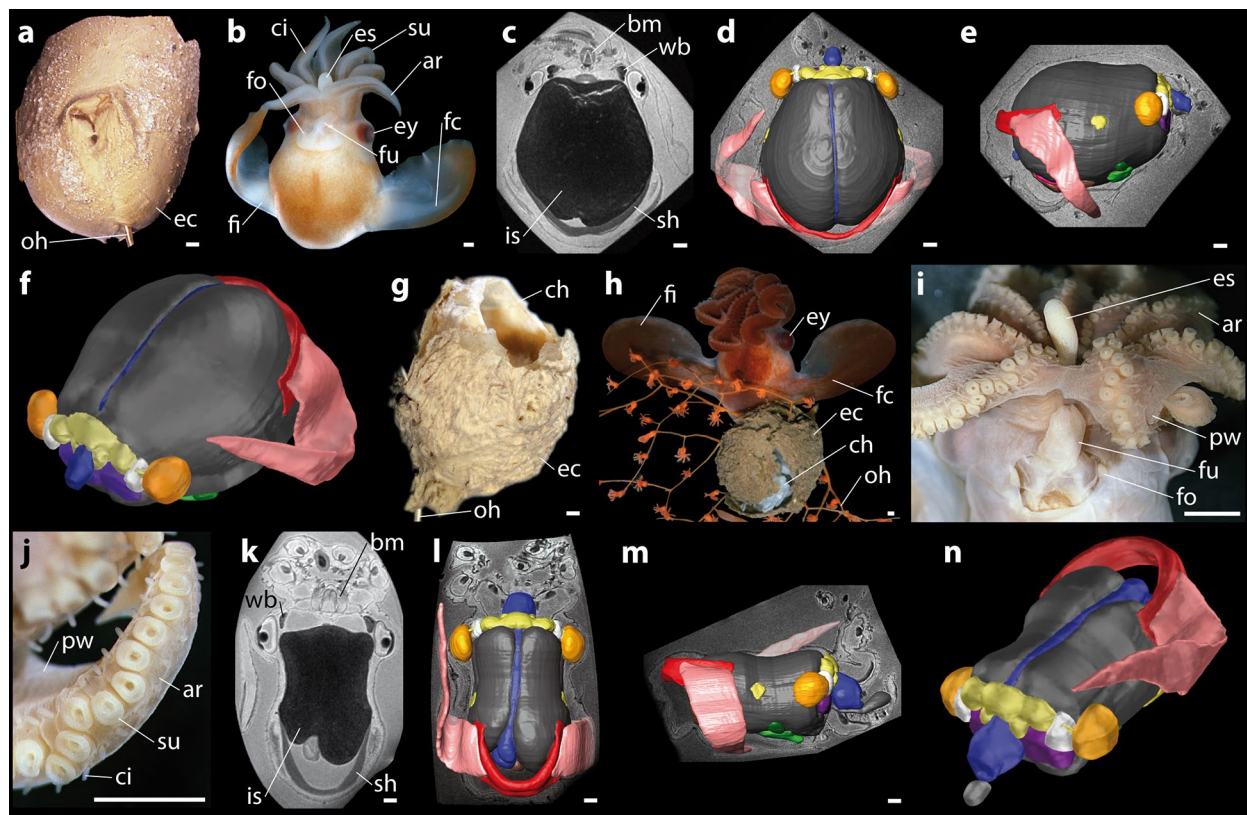 a
ec
oh
b
ci
es
su
ar
fo
ey
fc
fu
fi
c
bm
wb
is
sh
d
e
f
g
ch
ec
oh
h
fi
ey
fc
ec
ch
oh
i
es
ar
pw
fu
fo
j
pw
ar
su
ci
k
bm
wb
is
sh
l
m
n